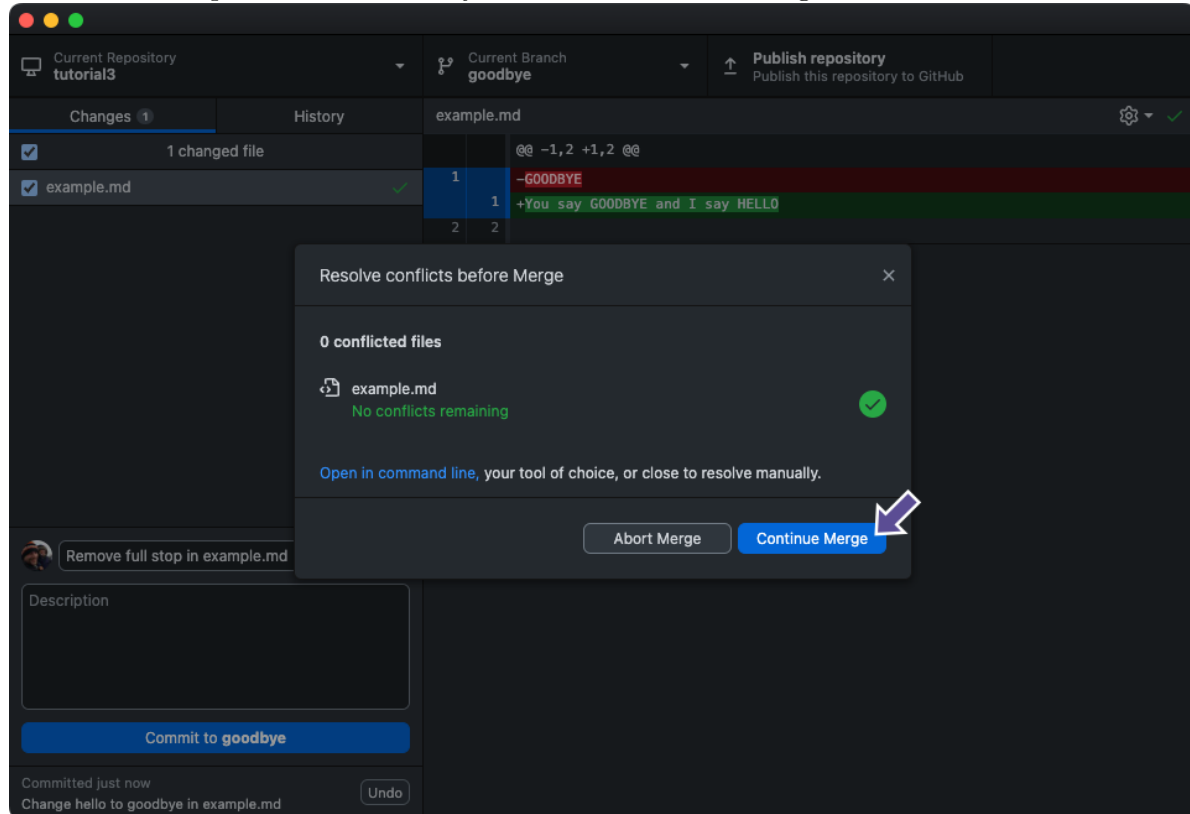 Current Repository
tutorial3
Current Branch
goodbye
Publish repository
Publish this repository to GitHub
Changes 1
History
example.md
1 changed file
@@ -1,2 +1,2 @@
example.md
1 -GOODBYE
1 +You say GOODBYE and I say HELLO
2 2
Resolve conflicts before Merge
0 conflicted files
example.md
No conflicts remaining
Open in command line, your tool of choice, or close to resolve manually.
Abort Merge
Continue Merge
Remove full stop in example.md
Description
Commit to goodbye
Committed just now
Change hello to goodbye in example.md
Undo